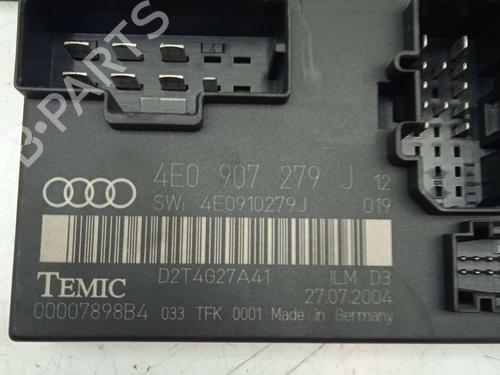 4E0 907 279 J 12
SW: 4E0910279J 019
D2T4G27A41 ILM D3
TEMIC 27.07.2004
00007898B4 033 TFK 0001 Made in Germany
B-PARTS